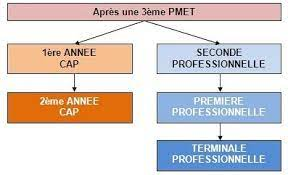 Après une 3ème PMET
1ère ANNEE
CAP
SECONDE
PROFESSIONNELLE
2ème ANNEE
CAP
PREMIERE
PROFESSIONNELLE
TERMINALE
PROFESSIONNELLE